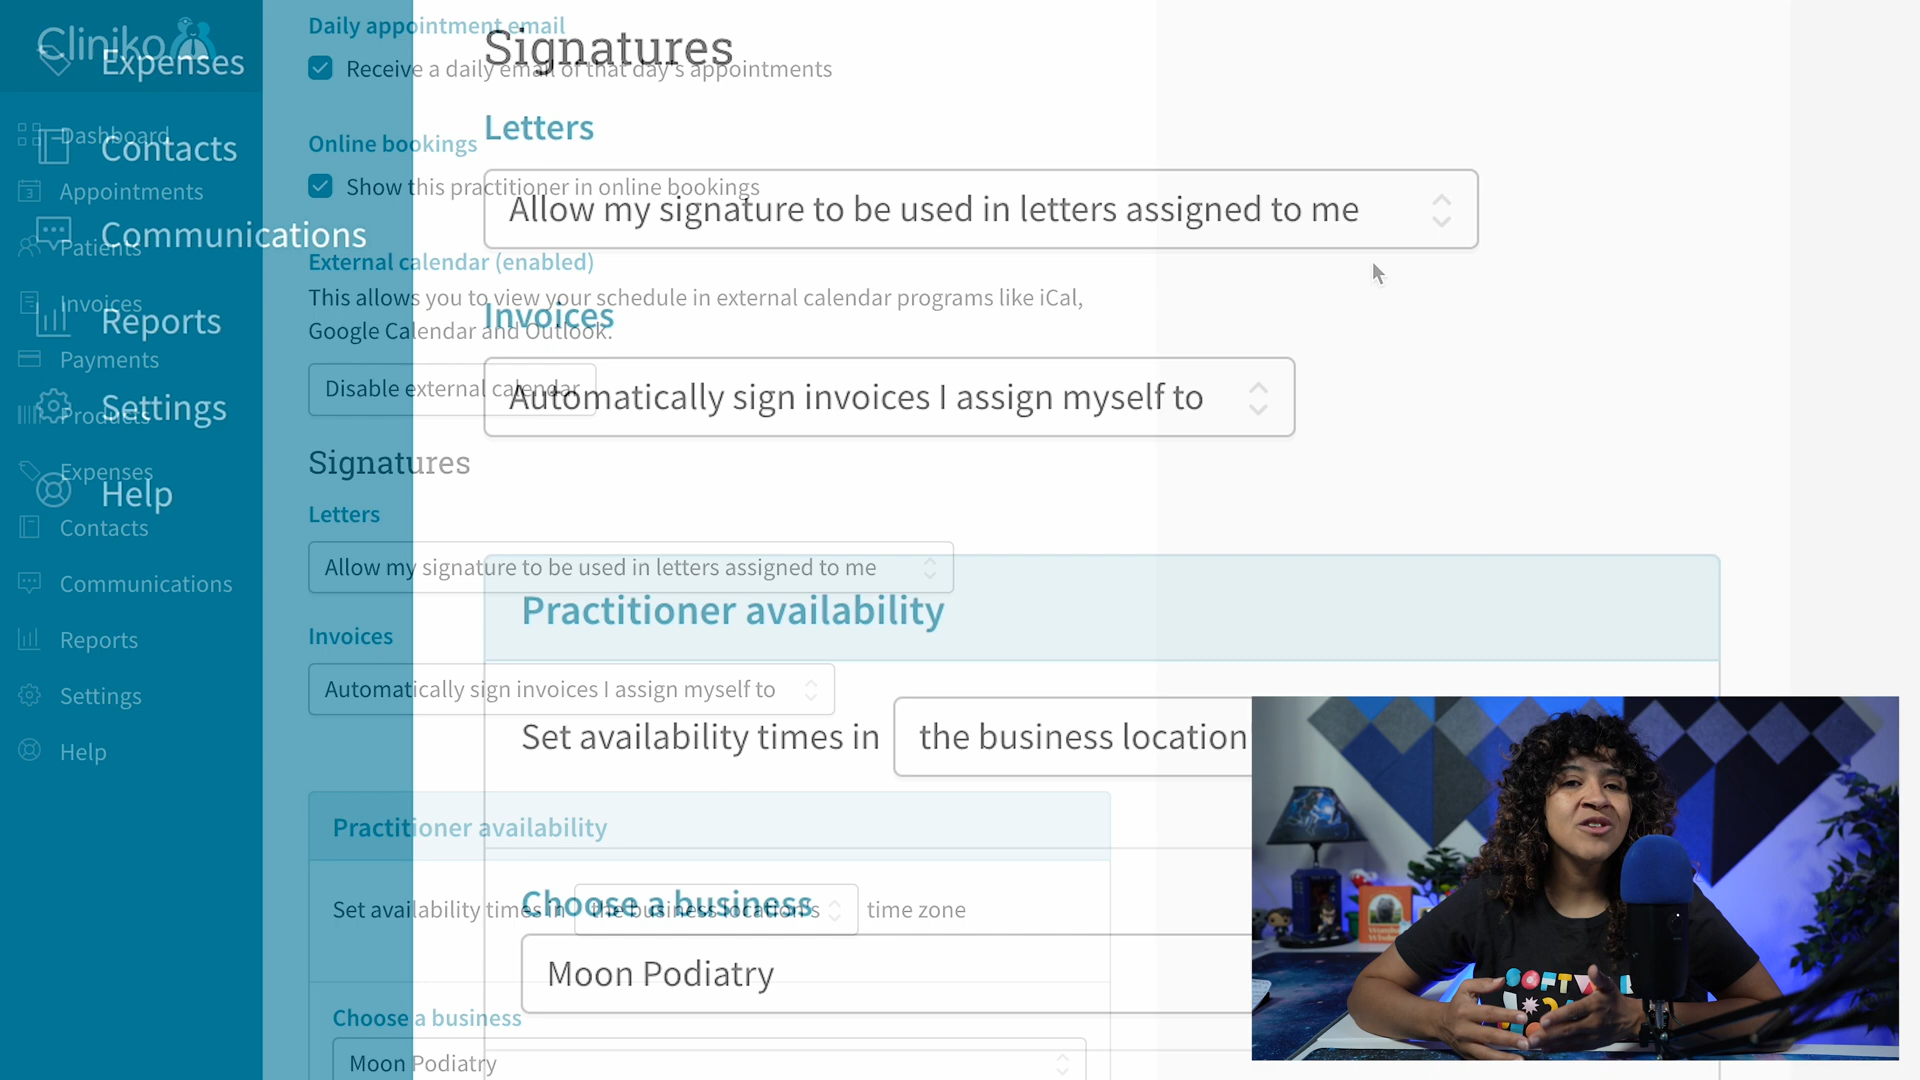 Cliniko
Dashboard
Appointments
Patients
Invoices
Payments
Products
Expenses
Contacts
Communications
Reports
Settings
Help
Expenses
Contacts
Communications
Reports
Settings
Help
Daily appointment email
Receive a daily email of that day's appointments
Online bookings
Show this practitioner in online bookings
External calendar (enabled)
This allows you to view your schedule in external calendar programs like iCal,
Google Calendar and Outlook.
Disable external calendar
Signatures
Letters
Allow my signature to be used in letters assigned to me
Invoices
Automatically sign invoices I assign myself to
Practitioner availability
Set availability times in the business location's time zone
Choose a business
Moon Podiatry
Signatures
Letters
Allow my signature to be used in letters assigned to me
Invoices
Automatically sign invoices I assign myself to
Practitioner availability
Set availability times in the business location
Choose a business
Moon Podiatry